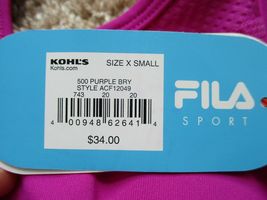 KOHL'S
Kohls.com
SIZE X SMALL
500 PURPLE BRY
STYLE ACF12049
743 20 20
4 00948 62641 4
$34.00
FILA
SPORT